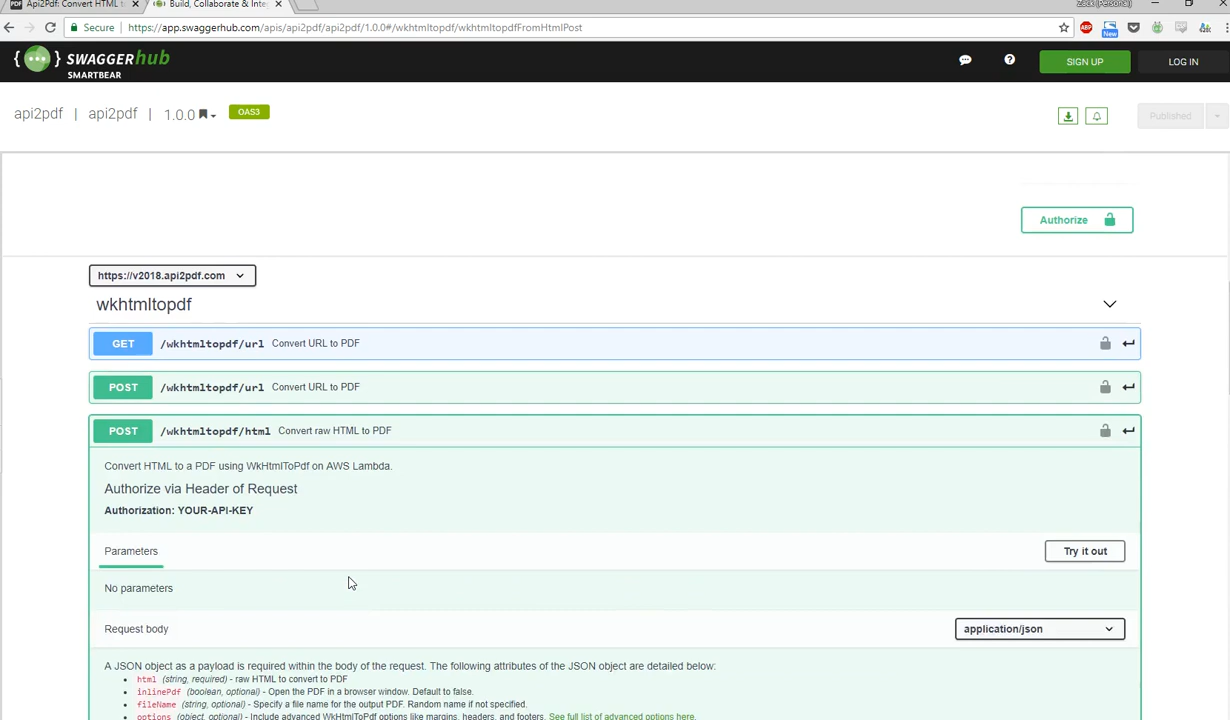 Api2Pdf: Convert HTML to
Build, Collaborate & Inte
Zack (Personal)
Secure | https://app.swaggerhub.com/apis/api2pdf/api2pdf/1.0.0#/wkhtmltopdf/wkhtmltopdfFromHtmlPost
ABP
New
SWAGGERhub
SMARTBEAR
SIGN UP
LOG IN
api2pdf | api2pdf | 1.0.0
OAS3
Published
Authorize
https://v2018.api2pdf.com
wkhtmltopdf
GET /wkhtmltopdf/url Convert URL to PDF
POST /wkhtmltopdf/url Convert URL to PDF
POST /wkhtmltopdf/html Convert raw HTML to PDF
Convert HTML to a PDF using WkHtmlToPdf on AWS Lambda.
Authorize via Header of Request
Authorization: YOUR-API-KEY
Parameters
Try it out
No parameters
Request body
application/json
A JSON object as a payload is required within the body of the request. The following attributes of the JSON object are detailed below:
• html (string, required) - raw HTML to convert to PDF
• inlinePdf (boolean, optional) - Open the PDF in a browser window. Default to false.
• fileName (string, optional) - Specify a file name for the output PDF. Random name if not specified.
• options (object, optional) - Include advanced WkHtmlToPdf options like margins, headers, and footers. See full list of advanced options here.